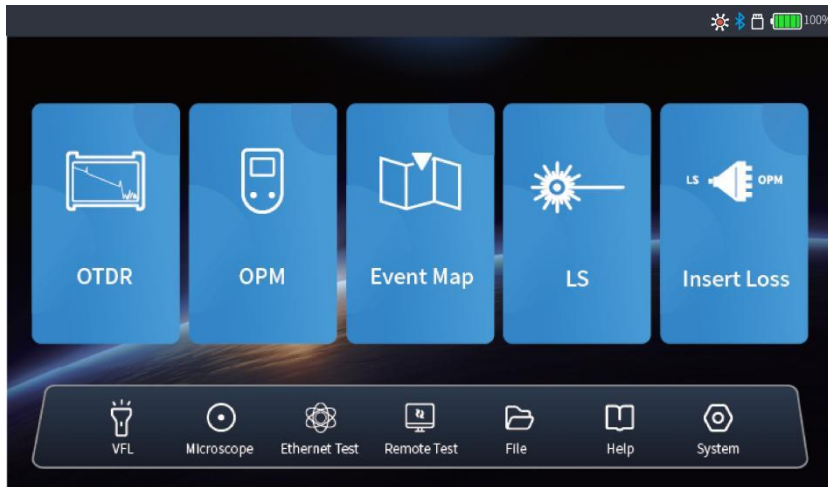 100%
OTDR
OPM
Event Map
LS
LS OPM
Insert Loss
VFL
Microscope
Ethernet Test
Remote Test
File
Help
System